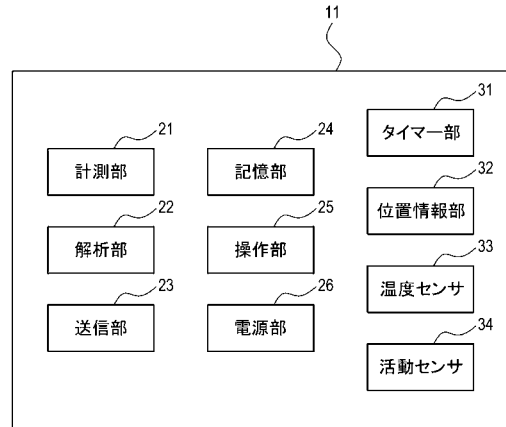 11
21
計測部
22
解析部
23
送信部
24
記憶部
25
操作部
26
電源部
31
タイマー部
32
位置情報部
33
温度センサ
34
活動センサ